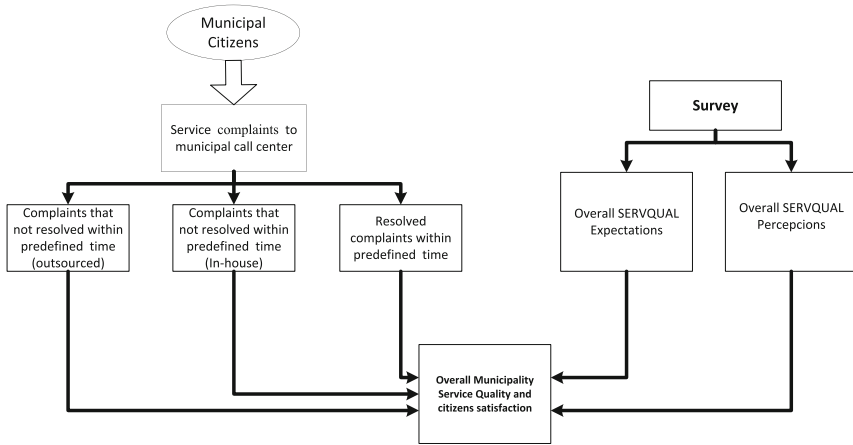 Municipal
Citizens
Service complaints to
municipal call center
Survey
Complaints that
not resolved within
predefined time
(outsourced)
Complaints that
not resolved within
predefined time
(In-house)
Resolved
complaints within
predefined time
Overall SERVQUAL
Expectations
Overall SERVQUAL
Percepcions
Overall Municipality
Service Quality and
citizens satisfaction